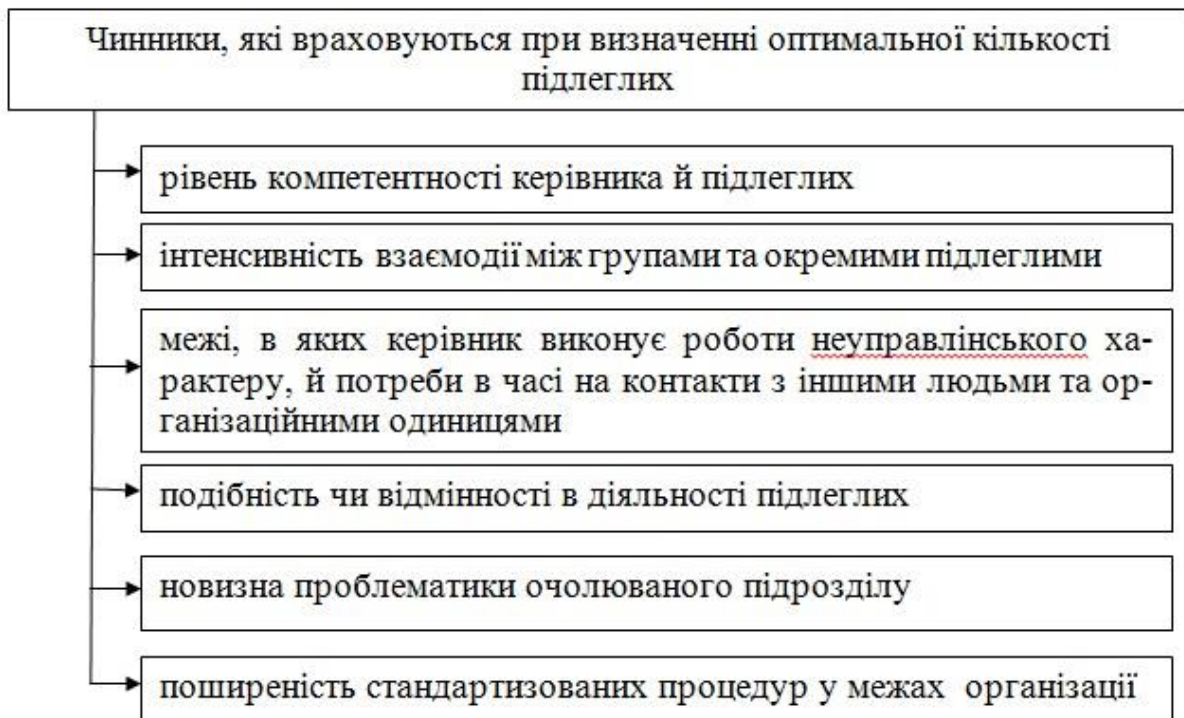 Чинники, які враховуються при визначенні оптимальної кількості
підлеглих
рівень компетентності керівника й підлеглих
інтенсивність взаємодії між групами та окремими підлеглими
межі, в яких керівник виконує роботи неуправлінського ха-
рактеру, й потреби в часі на контакти з іншими людьми та ор-
ганізаційними одиницями
подібність чи відмінності в діяльності підлеглих
новизна проблематики очолюваного підрозділу
поширеність стандартизованих процедур у межах організації